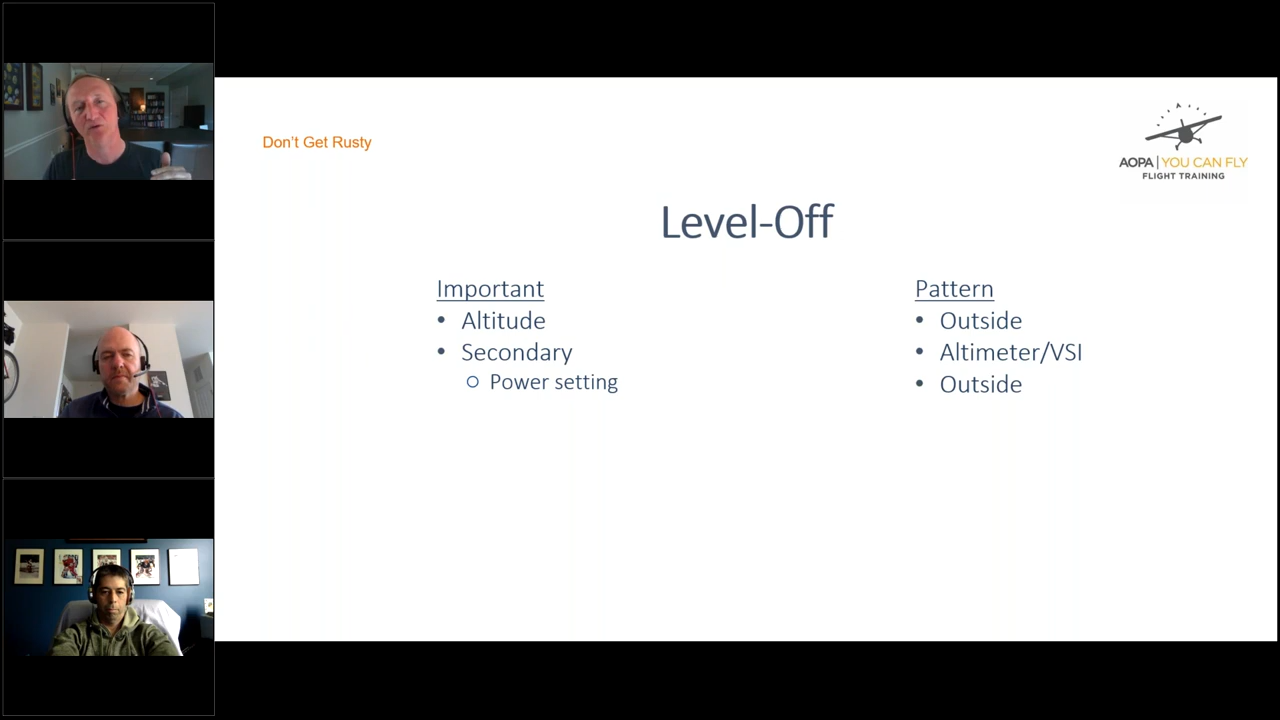 Don't Get Rusty
AOPA | YOU CAN FLY
FLIGHT TRAINING
Level-Off
Important
• Altitude
• Secondary
○ Power setting
Pattern
• Outside
• Altimeter/VSI
• Outside